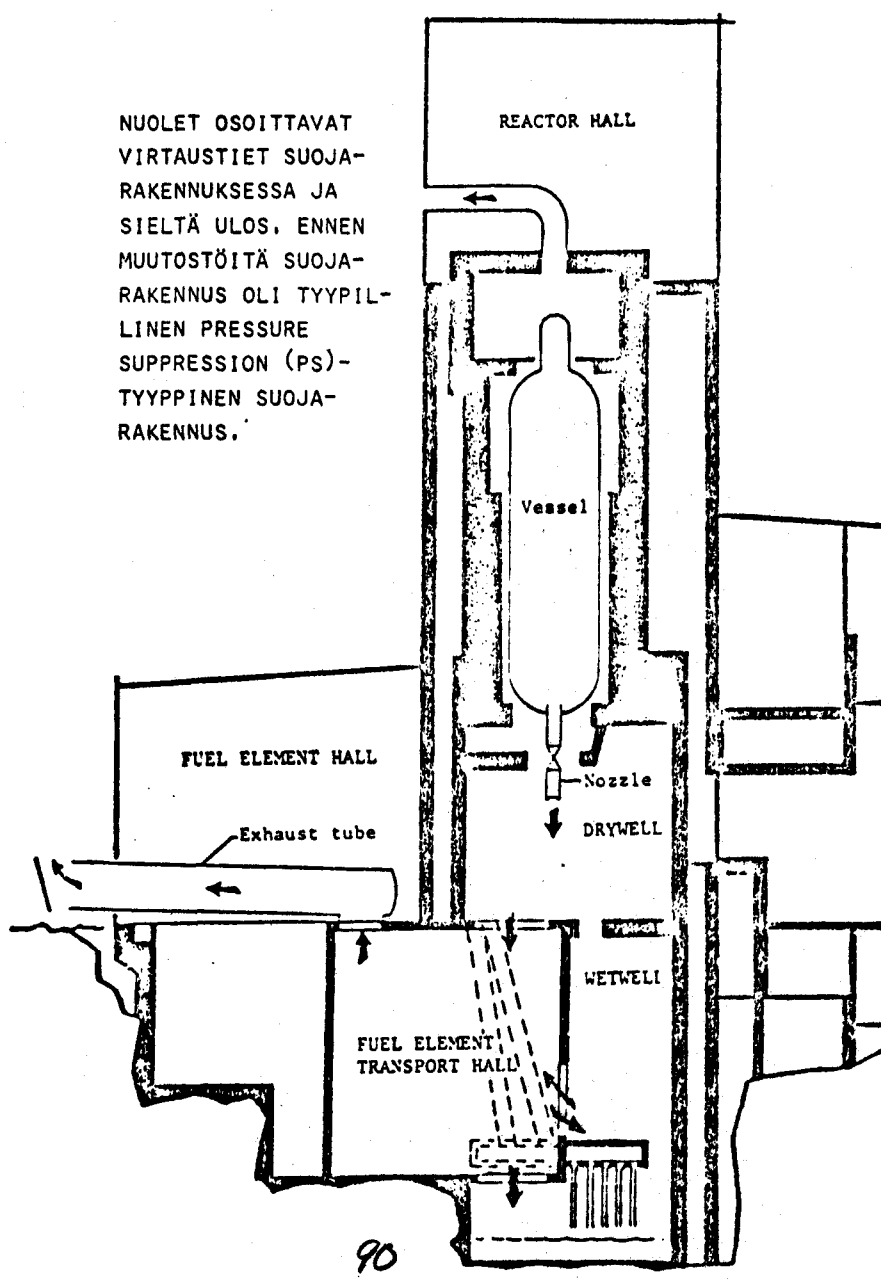 NUOLET OSOITTAVAT
VIRTAUSTIET SUOJA-
RAKENNUKSESSA JA
SIELTÄ ULOS. ENNEN
MUUTOSTÖITÄ SUOJA-
RAKENNUS OLI TYYPIL-
LINEN PRESSURE
SUPPRESSION (PS)-
TYYPPINEN SUOJA-
RAKENNUS.
REACTOR HALL
Vessel
FUEL ELEMENT HALL
Nozzle
Exhaust tube
DRYWELL
WETWELL
FUEL ELEMENT
TRANSPORT HALL
90